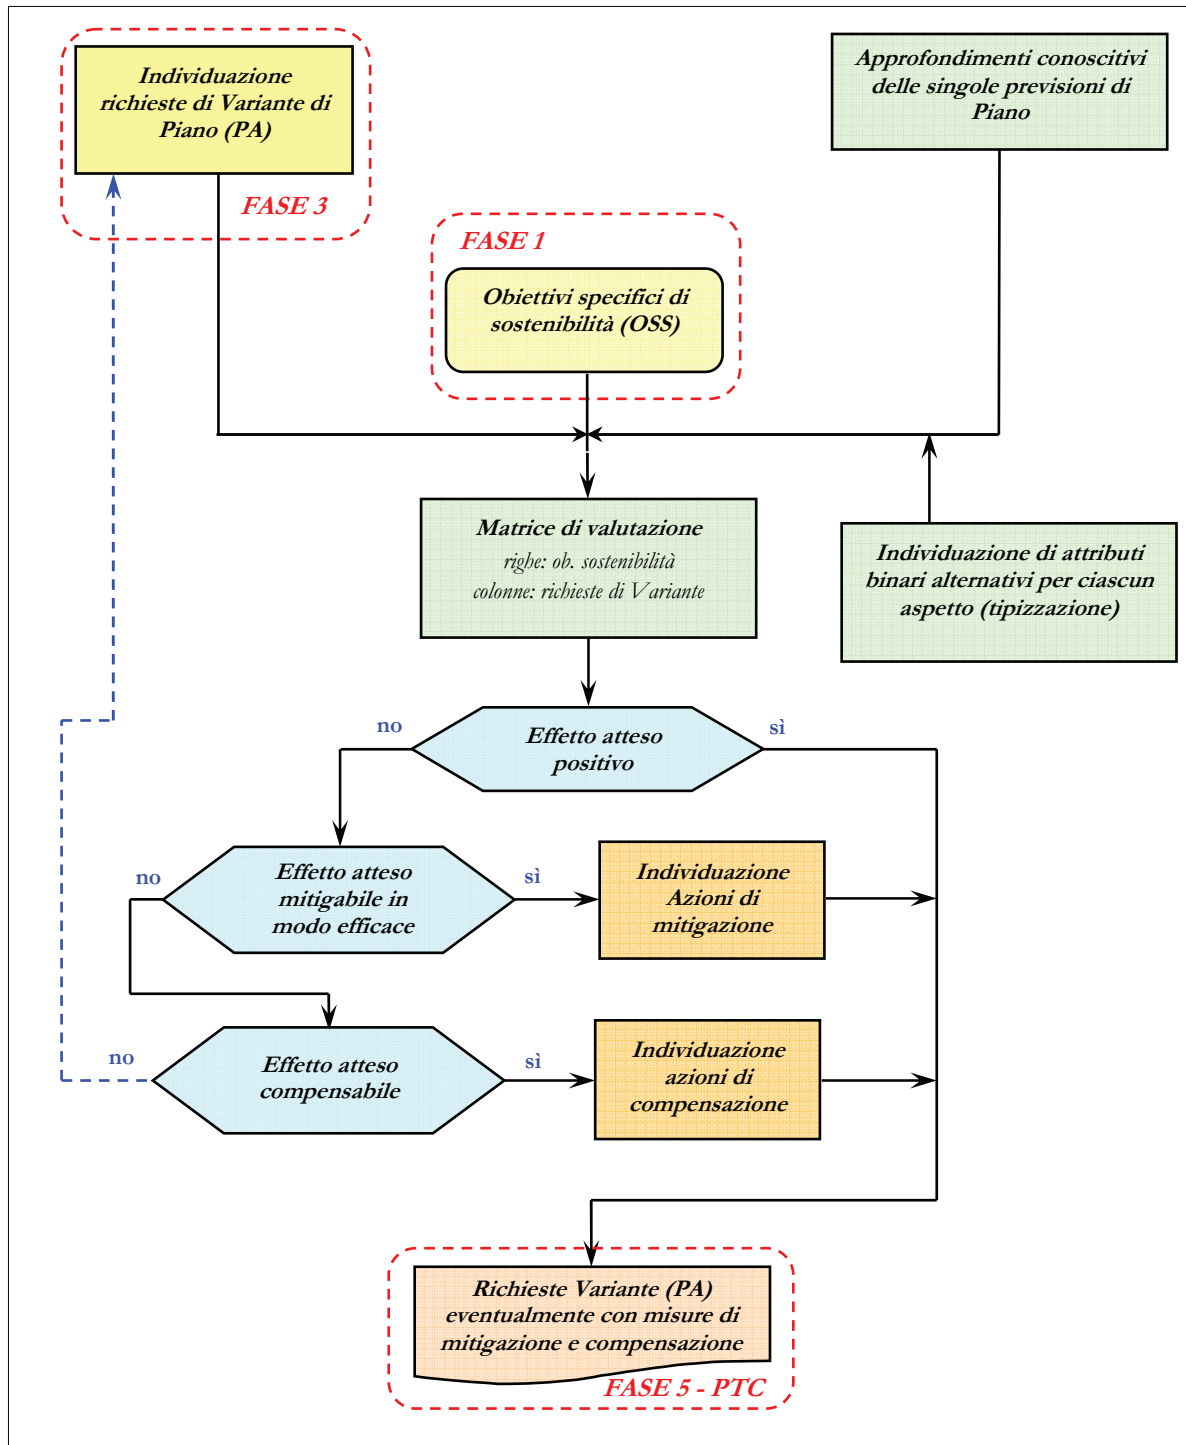 Individuazione
richieste di Variante di
Piano (PA)
FASE 3
Approfondimenti conoscitivi
delle singole previsioni di
Piano
FASE 1
Obiettivi specifici di
sostenibilità (OSS)
Matrice di valutazione
righe: ob. sostenibilità
colonne: richieste di Variante
Individuazione di attributi
binari alternativi per ciascun
aspetto (tipizzazione)
no
Effetto atteso
positivo
sì
no
Effetto atteso
mitigabile in
modo efficace
sì
Individuazione
Azioni di
mitigazione
no
Effetto atteso
compensabile
sì
Individuazione
azioni di
compensazione
Richieste Variante (PA)
eventualmente con misure di
mitigazione e compensazione
FASE 5 - PTC